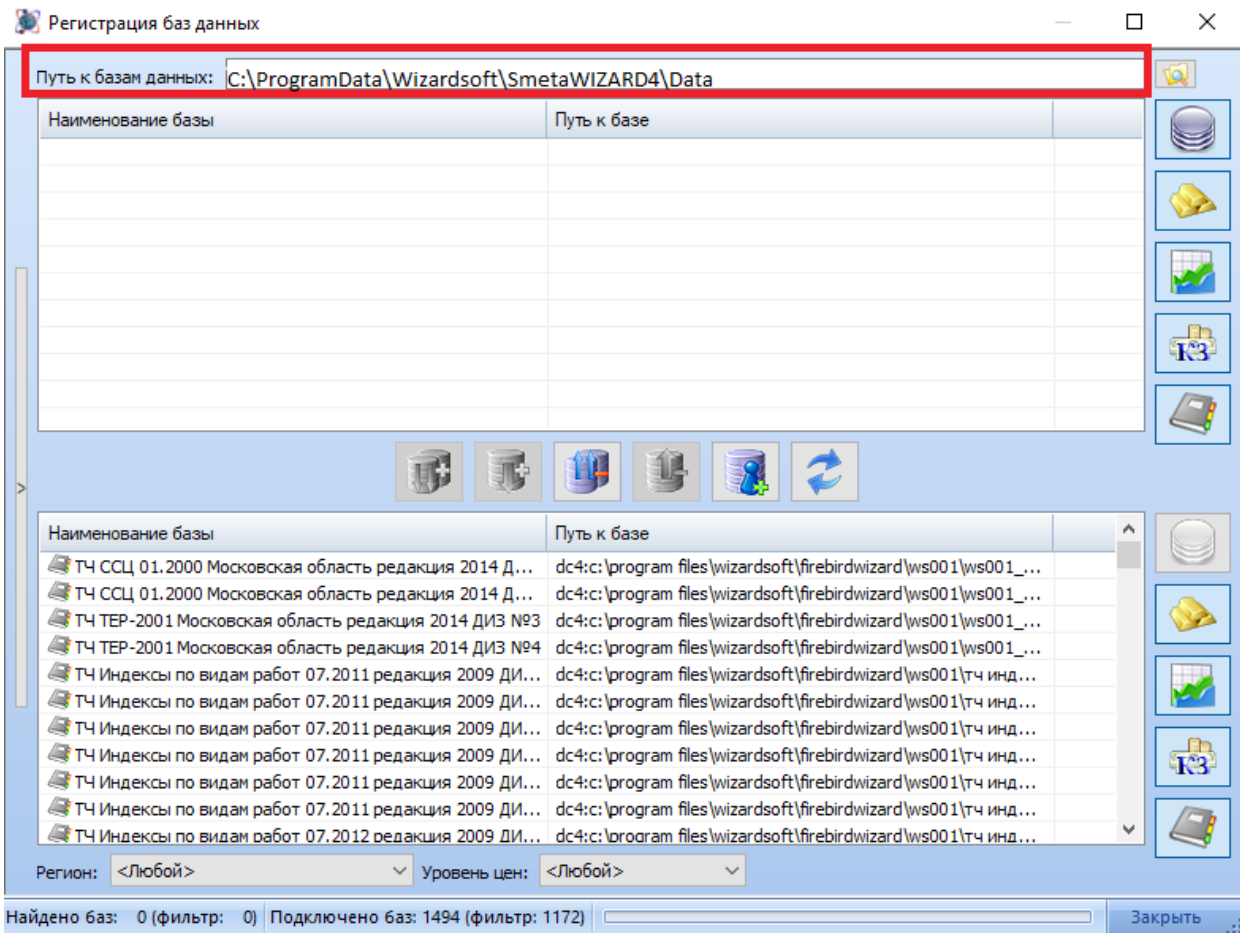 Регистрация баз данных
Путь к базам данных: C:\ProgramData\Wizardsoft\SmetaWIZARD4\Data
Наименование базы Путь к базе
КЗ
>
Наименование базы Путь к базе
ТЧ ССЦ 01.2000 Московская область редакция 2014 Д... dc4:c:\program files\wizardsoft\firebirdwizard\ws001\ws001_...
ТЧ ССЦ 01.2000 Московская область редакция 2014 Д... dc4:c:\program files\wizardsoft\firebirdwizard\ws001\ws001_...
ТЧ ТЕР-2001 Московская область редакция 2014 ДИЗ №3 dc4:c:\program files\wizardsoft\firebirdwizard\ws001\ws001_...
ТЧ ТЕР-2001 Московская область редакция 2014 ДИЗ №4 dc4:c:\program files\wizardsoft\firebirdwizard\ws001\ws001_...
ТЧ Индексы по видам работ 07.2011 редакция 2009 ДИ... dc4:c:\program files\wizardsoft\firebirdwizard\ws001\тч инд...
ТЧ Индексы по видам работ 07.2011 редакция 2009 ДИ... dc4:c:\program files\wizardsoft\firebirdwizard\ws001\тч инд...
ТЧ Индексы по видам работ 07.2011 редакция 2009 ДИ... dc4:c:\program files\wizardsoft\firebirdwizard\ws001\тч инд...
ТЧ Индексы по видам работ 07.2011 редакция 2009 ДИ... dc4:c:\program files\wizardsoft\firebirdwizard\ws001\тч инд...
ТЧ Индексы по видам работ 07.2011 редакция 2009 ДИ... dc4:c:\program files\wizardsoft\firebirdwizard\ws001\тч инд...
ТЧ Индексы по видам работ 07.2011 редакция 2009 ДИ... dc4:c:\program files\wizardsoft\firebirdwizard\ws001\тч инд...
ТЧ Индексы по видам работ 07.2012 редакция 2009 ДИ... dc4:c:\program files\wizardsoft\firebirdwizard\ws001\тч инд...
КЗ
Регион: <Любой> Уровень цен: <Любой>
Найдено баз: 0 (фильтр: 0) Подключено баз: 1494 (фильтр: 1172) Закрыть